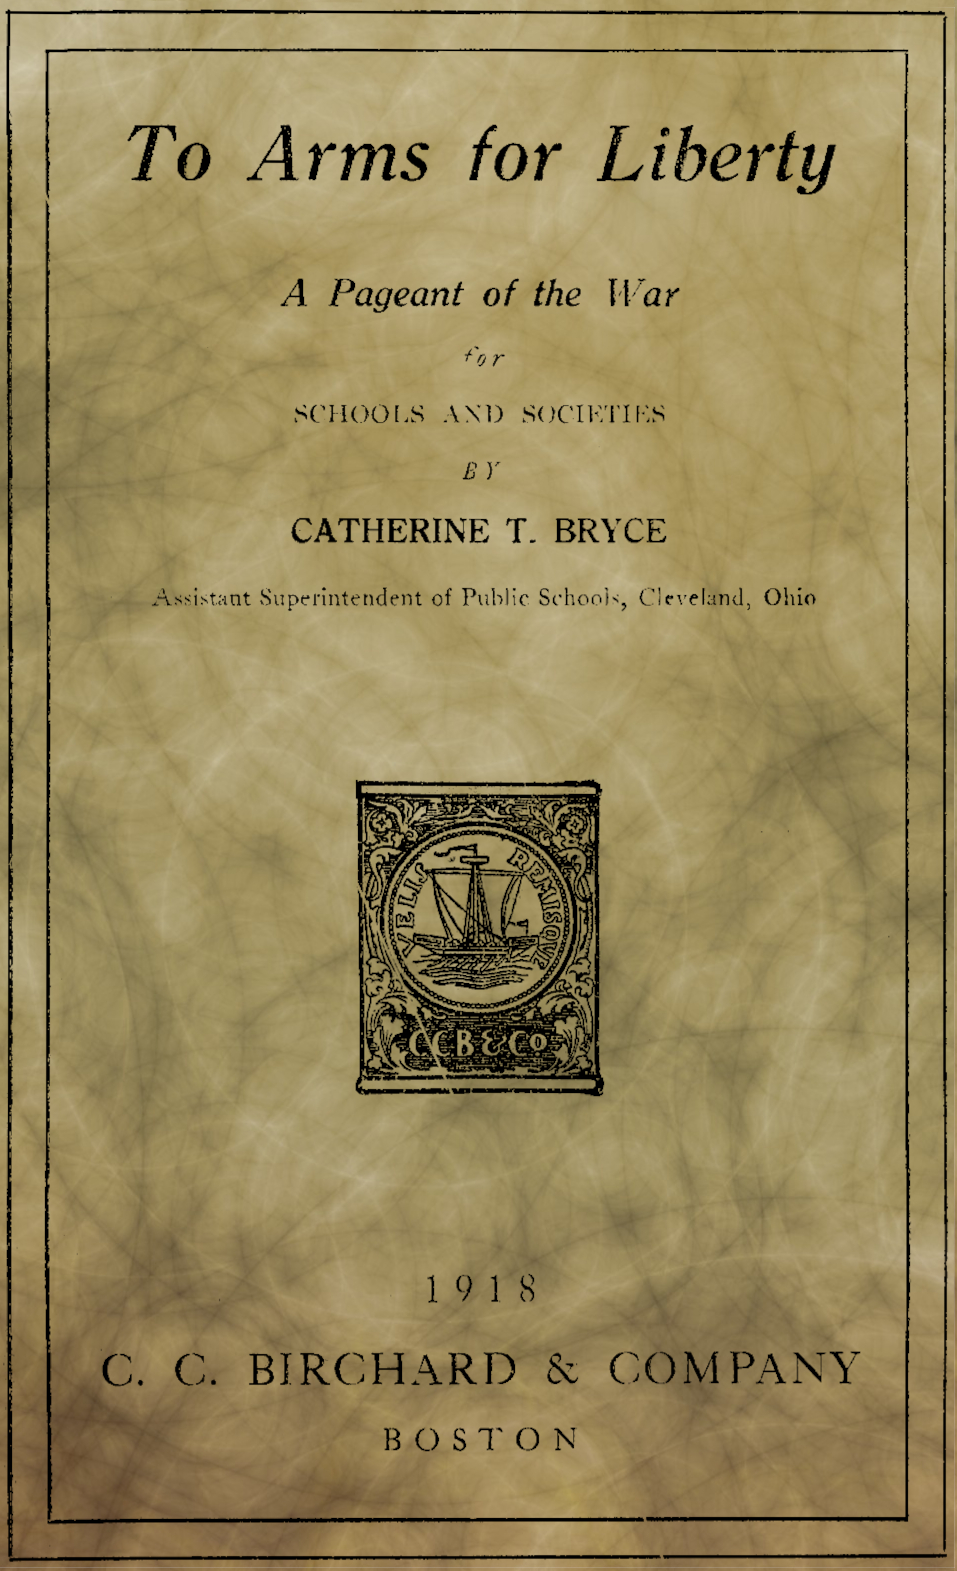 To Arms for Liberty
A Pageant of the War
for
SCHOOLS AND SOCIETIES
BY
CATHERINE T. BRYCE
Assistant Superintendent of Public Schools, Cleveland, Ohio
VELIS REMISQVE
CCB & Co
1918
C. C. BIRCHARD & COMPANY
BOSTON